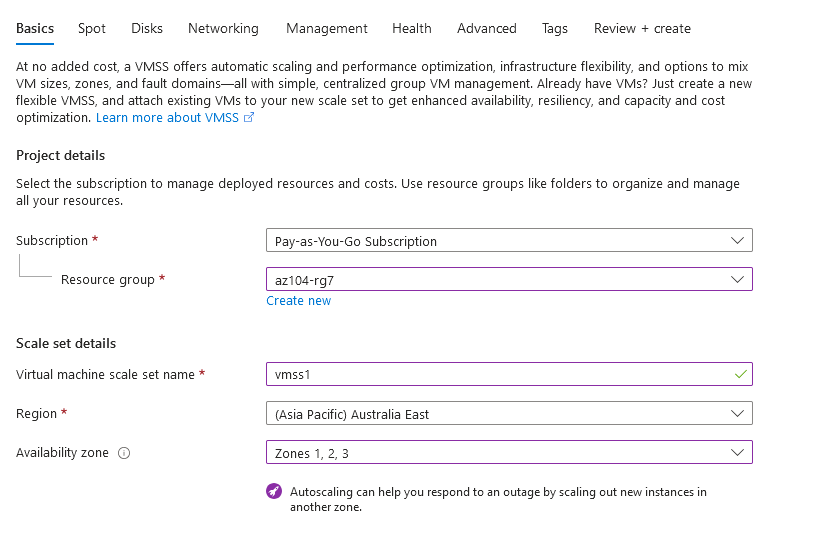 Basics Spot Disks Networking Management Health Advanced Tags Review + create
At no added cost, a VMSS offers automatic scaling and performance optimization, infrastructure flexibility, and options to mix
VM sizes, zones, and fault domains—all with simple, centralized group VM management. Already have VMs? Just create a new
flexible VMSS, and attach existing VMs to your new scale set to get enhanced availability, resiliency, and capacity and cost
optimization. Learn more about VMSS
Project details
Select the subscription to manage deployed resources and costs. Use resource groups like folders to organize and manage
all your resources.
Subscription * Pay-as-You-Go Subscription
Resource group * az104-rg7
Create new
Scale set details
Virtual machine scale set name * vmss1
Region * (Asia Pacific) Australia East
Availability zone Zones 1, 2, 3
Autoscaling can help you respond to an outage by scaling out new instances in
another zone.